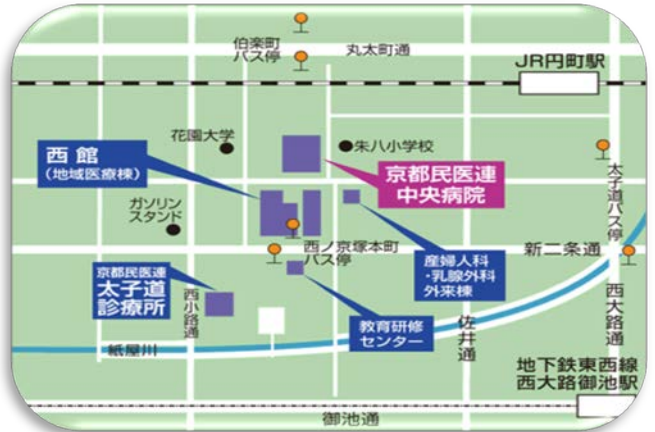 伯楽町
バス停
丸太町通
JR円町駅
花園大学
朱八小学校
西館
(地域医療棟)
京都民医連
中央病院
太子道バス停
ガソリン
スタンド
西ノ京塚本町
バス停
新二条通
産婦人科
・乳腺外科
外来棟
京都民医連
太子道
診療所
西小路通
教育研修
センター
佐井通
西大路通
紙屋川
地下鉄東西線
西大路御池駅
御池通